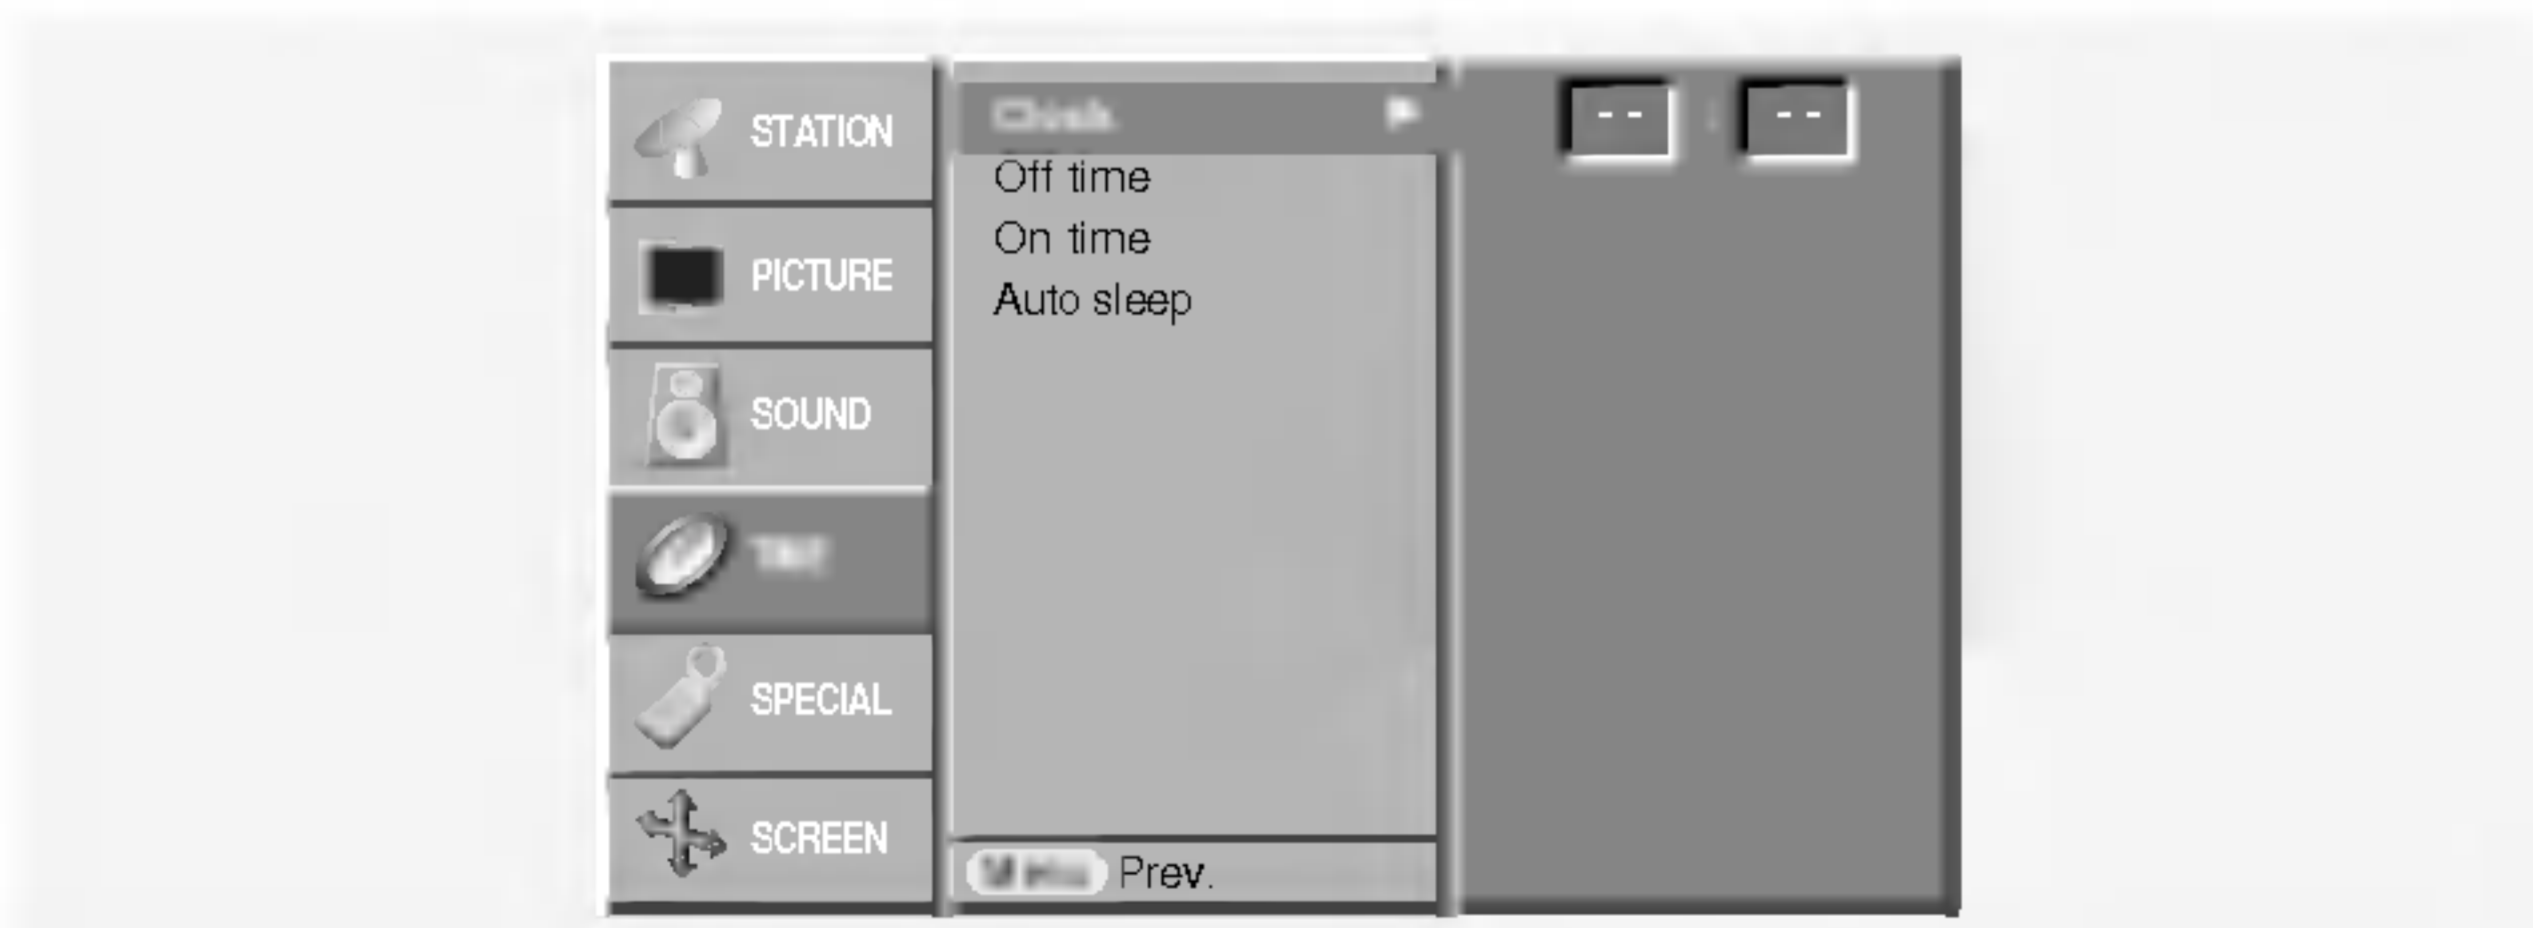 STATION
PICTURE
SOUND
SPECIAL
SCREEN
Off time
On time
Auto sleep
Prev.
-- : --